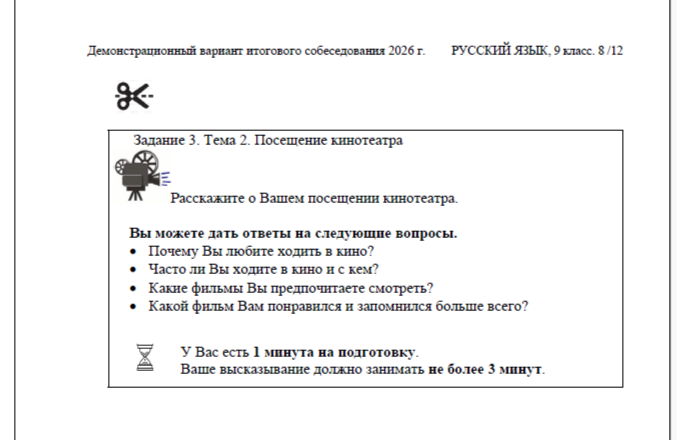 Демонстрационный вариант итогового собеседования 2026 г. РУССКИЙ ЯЗЫК, 9 класс. 8 /12
Задание 3. Тема 2. Посещение кинотеатра
Расскажите о Вашем посещении кинотеатра.
Вы можете дать ответы на следующие вопросы.
• Почему Вы любите ходить в кино?
• Часто ли Вы ходите в кино и с кем?
• Какие фильмы Вы предпочитаете смотреть?
• Какой фильм Вам понравился и запомнился больше всего?
У Вас есть 1 минута на подготовку.
Ваше высказывание должно занимать не более 3 минут.